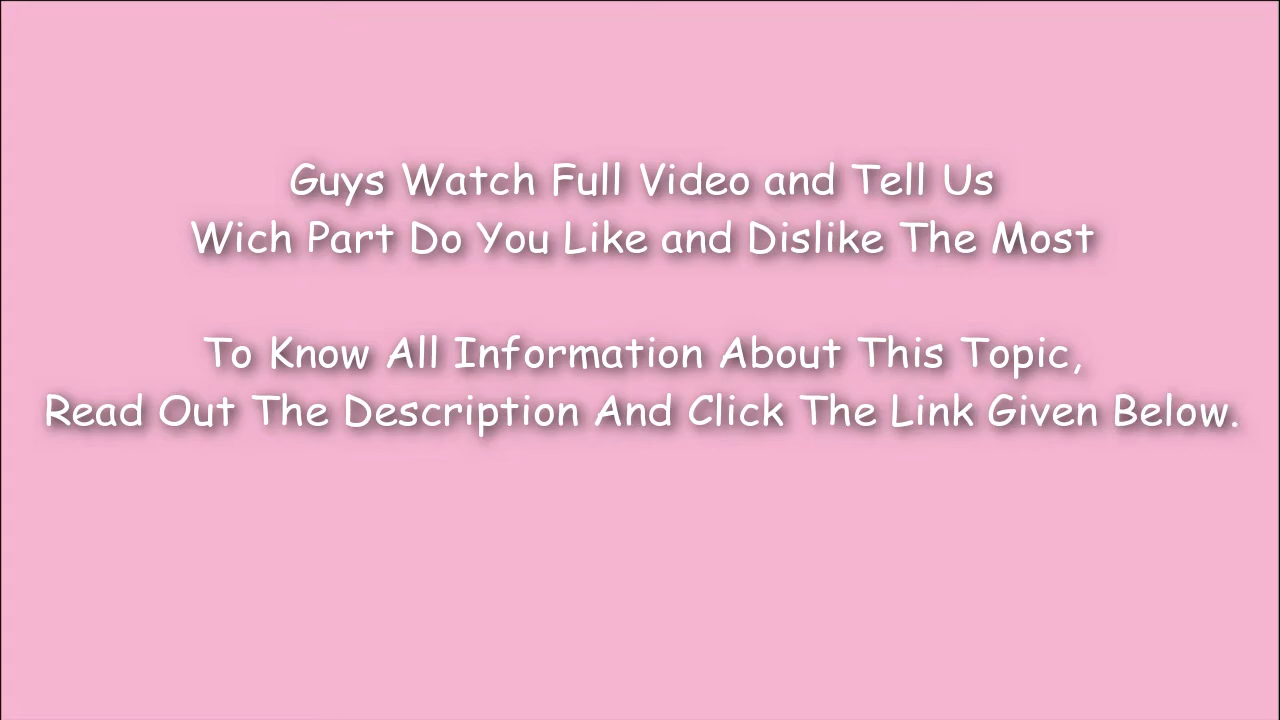 Guys Watch Full Video and Tell Us
Wich Part Do You Like and Dislike The Most
To Know All Information About This Topic,
Read Out The Description And Click The Link Given Below.